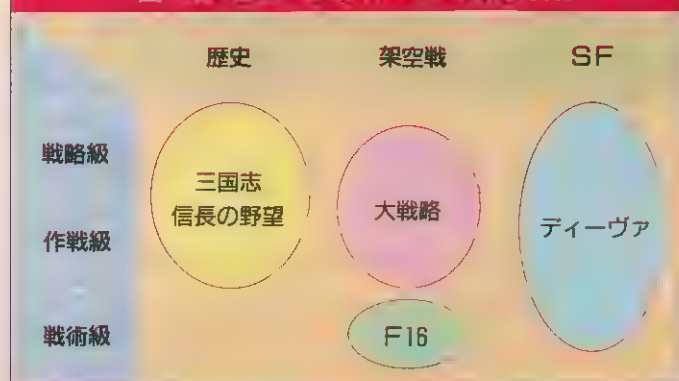 歴史 架空戦 SF
戦略級
三国志
信長の野望
大戦略
作戦級
ディーヴァ
戦術級
F16